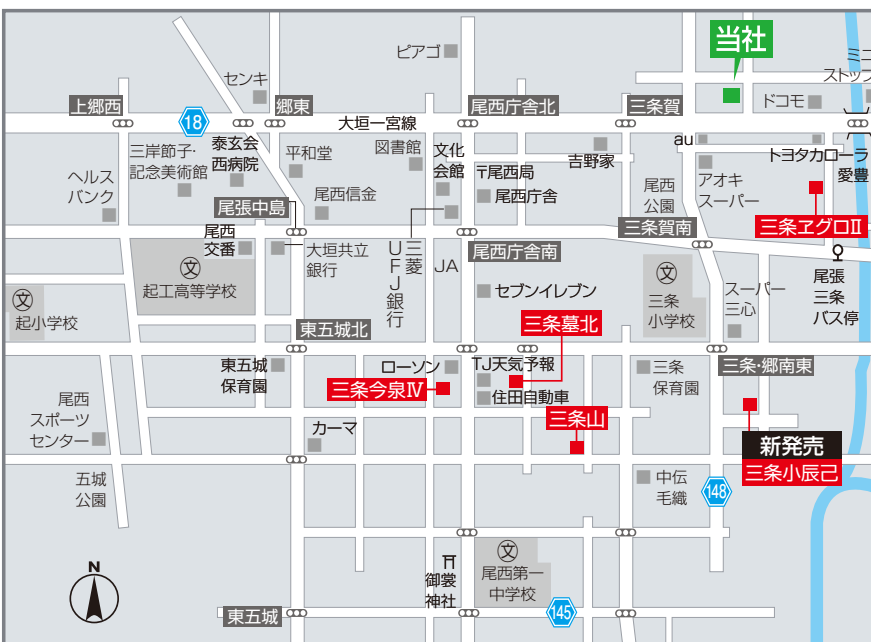 当社
ピアゴ
ミニ
ストップ
センキ
ドコモ
上郷西
郷東
尾西庁舎北
三条賀
18
大垣一宮線
三岸節子・
記念美術館
泰玄会
西病院
平和堂
図書館
文化
会館
〒尾西局
吉野家
au
トヨタカローラ
愛豊
ヘルス
バンク
尾西信金
尾西庁舎
尾西
公園
アオキ
スーパー
三条ヱグロⅡ
尾張中島
三条賀南
尾西
交番
大垣共立
銀行
三菱
UFJ銀行
JA
尾西庁舎南
文
起工高等学校
文
起小学校
セブンイレブン
文
三条
小学校
スーパー
三心
尾張
三条
バス停
東五城北
三条墓北
東五城
保育園
ローソン
TJ天気予報
三条
保育園
三条・郷南東
三条今泉Ⅳ
住田自動車
尾西
スポーツ
センター
カーマ
三条山
新発売
三条小辰己
五城
公園
中伝
毛織
148
文
尾西第一
中学校
御裳
神社
N
東五城
145